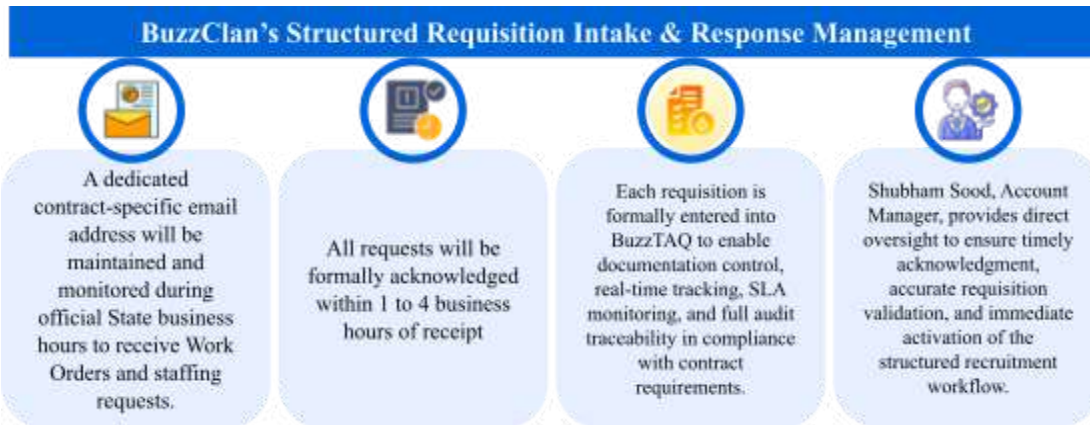 BuzzClan's Structured Requisition Intake & Response Management
A dedicated
contract-specific email
address will be
maintained and
monitored during
official State business
hours to receive Work
Orders and staffing
requests.
All requests will be
formally acknowledged
within 1 to 4 business
hours of receipt
Each requisition is
formally entered into
BuzzTAQ to enable
documentation control,
real-time tracking, SLA
monitoring, and full audit
traceability in compliance
with contract
requirements.
Shubham Sood, Account
Manager, provides direct
oversight to ensure timely
acknowledgment,
accurate requisition
validation, and immediate
activation of the
structured recruitment
workflow.